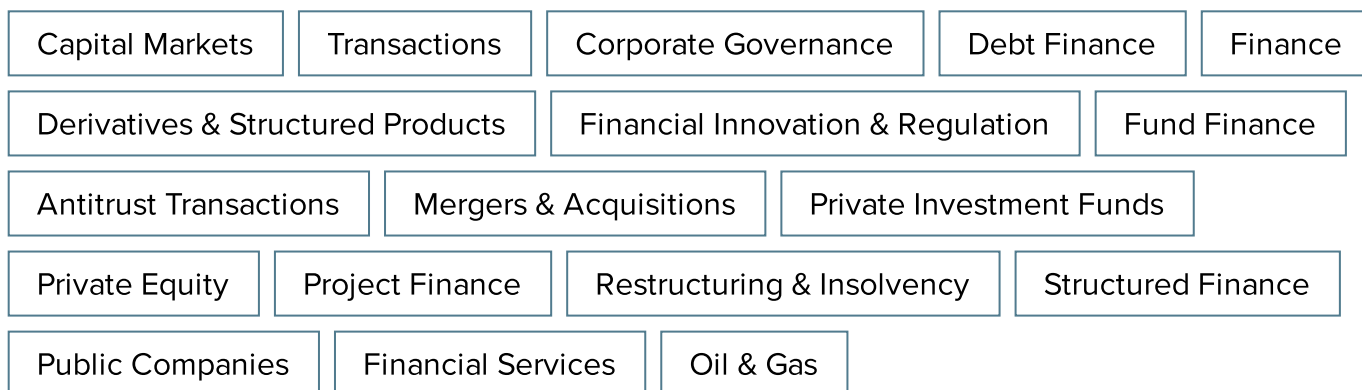 Capital Markets Transactions Corporate Governance Debt Finance Finance
Derivatives & Structured Products Financial Innovation & Regulation Fund Finance
Antitrust Transactions Mergers & Acquisitions Private Investment Funds
Private Equity Project Finance Restructuring & Insolvency Structured Finance
Public Companies Financial Services Oil & Gas